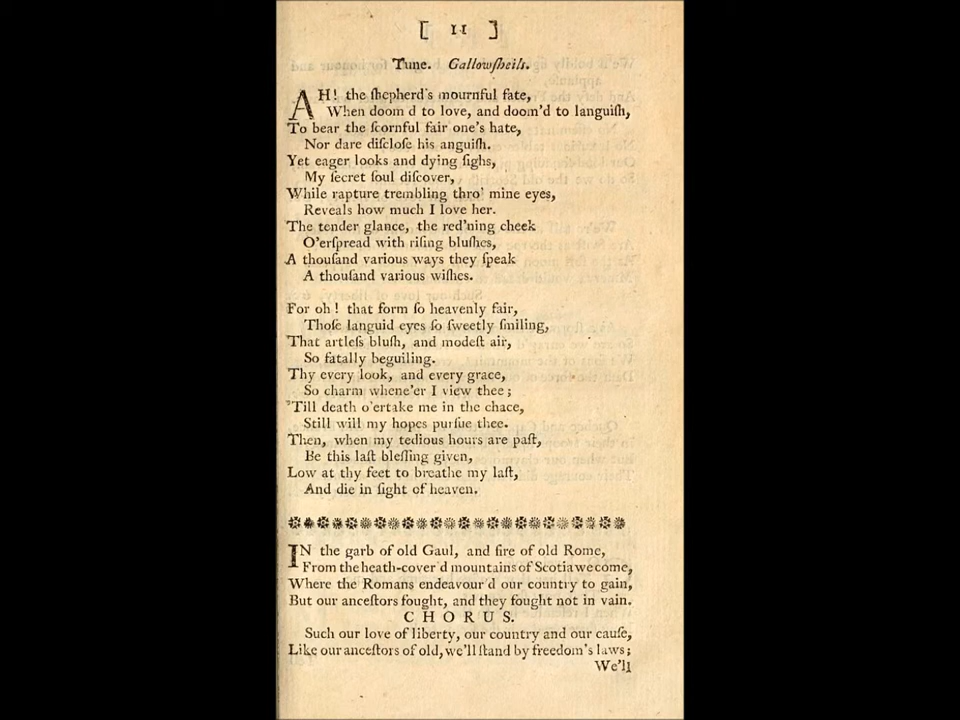 [ 11 ]
Tune. Gallowſheils.
AH! the ſhepherd's mournful fate,
When doom d to love, and doom'd to languiſh,
To bear the ſcornful fair one's hate,
Nor dare diſcloſe his anguiſh.
Yet eager looks and dying ſighs,
My ſecret ſoul diſcover,
While rapture trembling thro' mine eyes,
Reveals how much I love her.
The tender glance, the red'ning cheek
O'erſpread with riſing bluſhes,
A thouſand various ways they ſpeak
A thouſand various wiſhes.
For oh! that form ſo heavenly fair,
Thoſe languid eyes ſo ſweetly ſmiling,
That artleſs bluſh, and modeſt air,
So fatally beguiling.
Thy every look, and every grace,
So charm whene'er I view thee;
'Till death o'ertake me in the chace,
Still will my hopes purſue thee.
Then, when my tedious hours are paſt,
Be this laſt bleſſing given,
Low at thy feet to breathe my laſt,
And die in ſight of heaven.
IN the garb of old Gaul, and fire of old Rome,
From the heath-cover d mountains of Scotia we come,
Where the Romans endeavour'd our country to gain,
But our anceſtors fought, and they fought not in vain.
CHORUS.
Such our love of liberty, our country and our cauſe,
Like our anceſtors of old, we'll ſtand by freedom's laws;
We'll